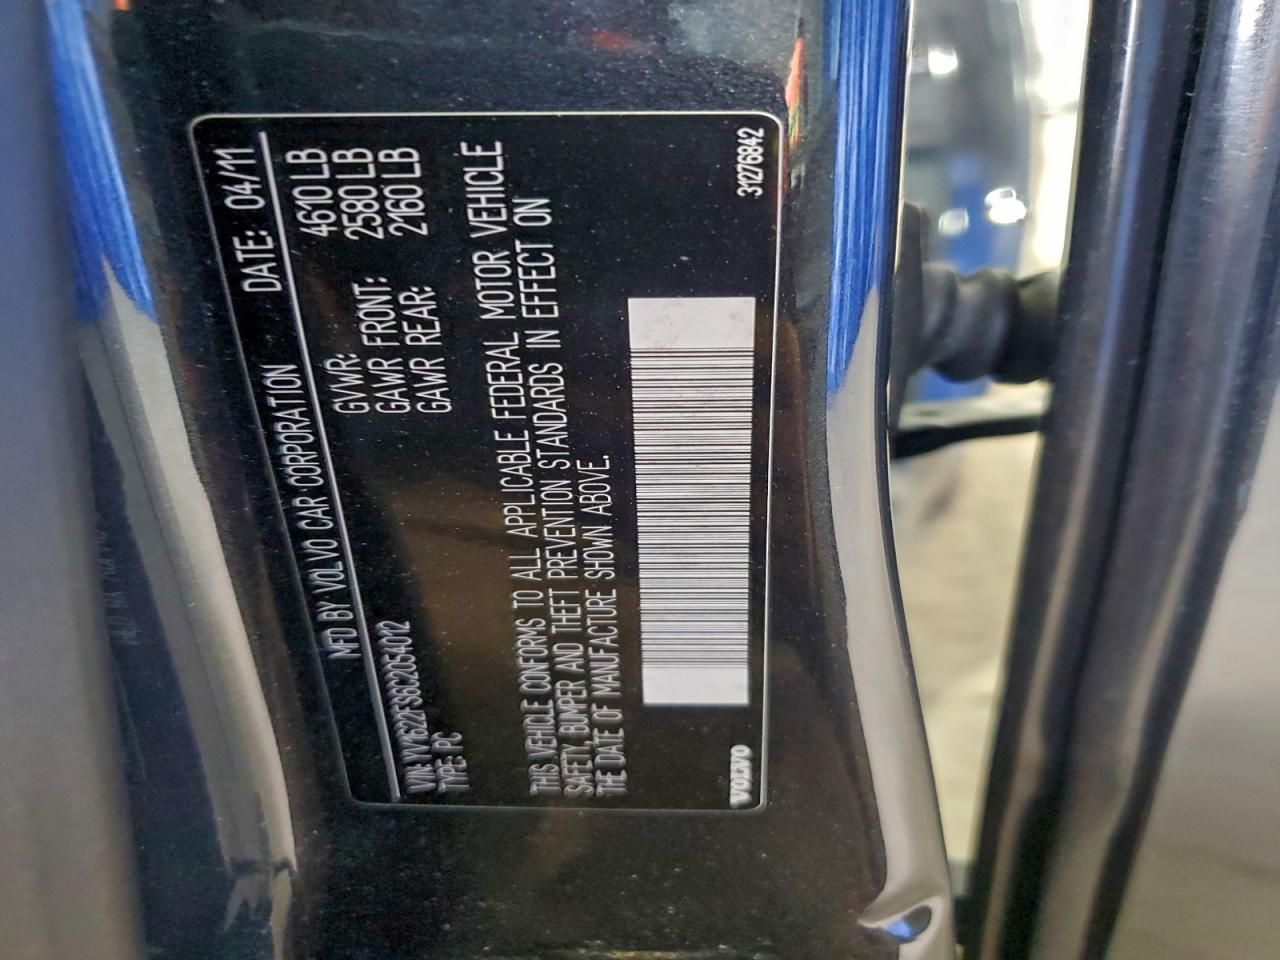 MFD BY VOLVO CAR CORPORATION DATE: 04/11
GVWR: 4610 LB
GAWR FRONT: 2580 LB
GAWR REAR: 2160 LB
VIN: YV1622FS6C2054012
TYPE: PC
THIS VEHICLE CONFORMS TO ALL APPLICABLE FEDERAL MOTOR VEHICLE
SAFETY, BUMPER AND THEFT PREVENTION STANDARDS IN EFFECT ON
THE DATE OF MANUFACTURE SHOWN ABOVE.
VOLVO 31276842